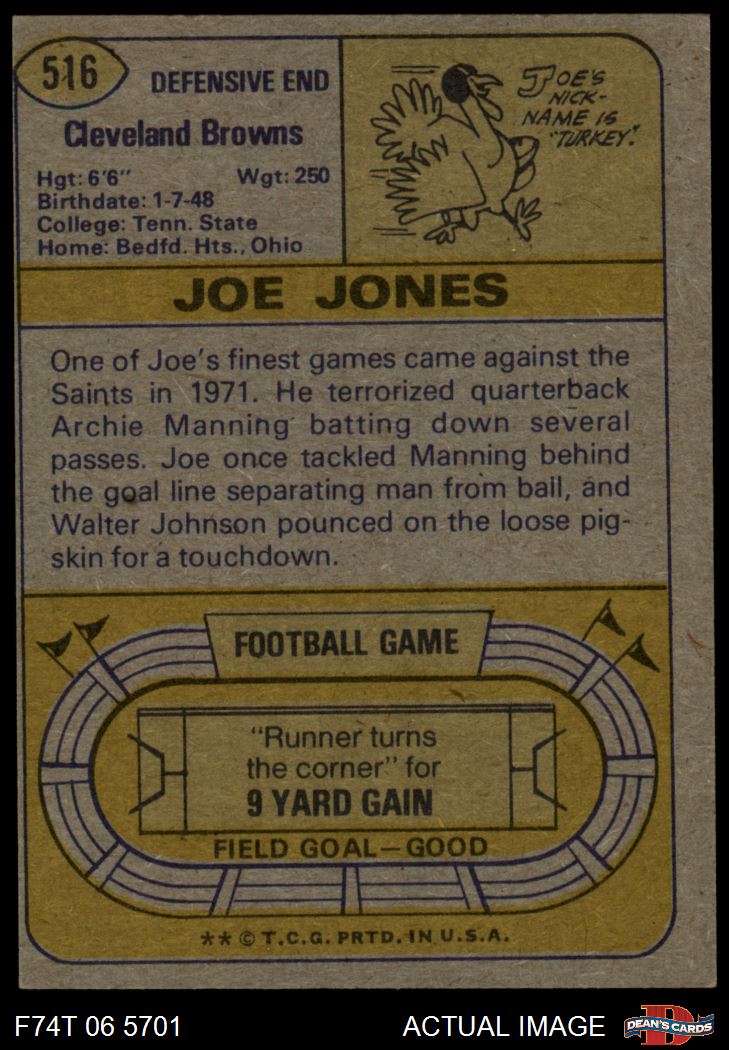 516
DEFENSIVE END
Cleveland Browns
Hgt: 6'6" Wgt: 250
Birthdate: 1-7-48
College: Tenn. State
Home: Bedfd. Hts., Ohio
JOE'S
NICK-
NAME IS
"TURKEY."
JOE JONES
One of Joe's finest games came against the
Saints in 1971. He terrorized quarterback
Archie Manning batting down several
passes. Joe once tackled Manning behind
the goal line separating man from ball, and
Walter Johnson pounced on the loose pig-
skin for a touchdown.
FOOTBALL GAME
"Runner turns
the corner" for
9 YARD GAIN
FIELD GOAL—GOOD
** © T.C.G. PRTD. IN U.S.A.
F74T 06 5701
ACTUAL IMAGE
D
DEAN'S CARDS